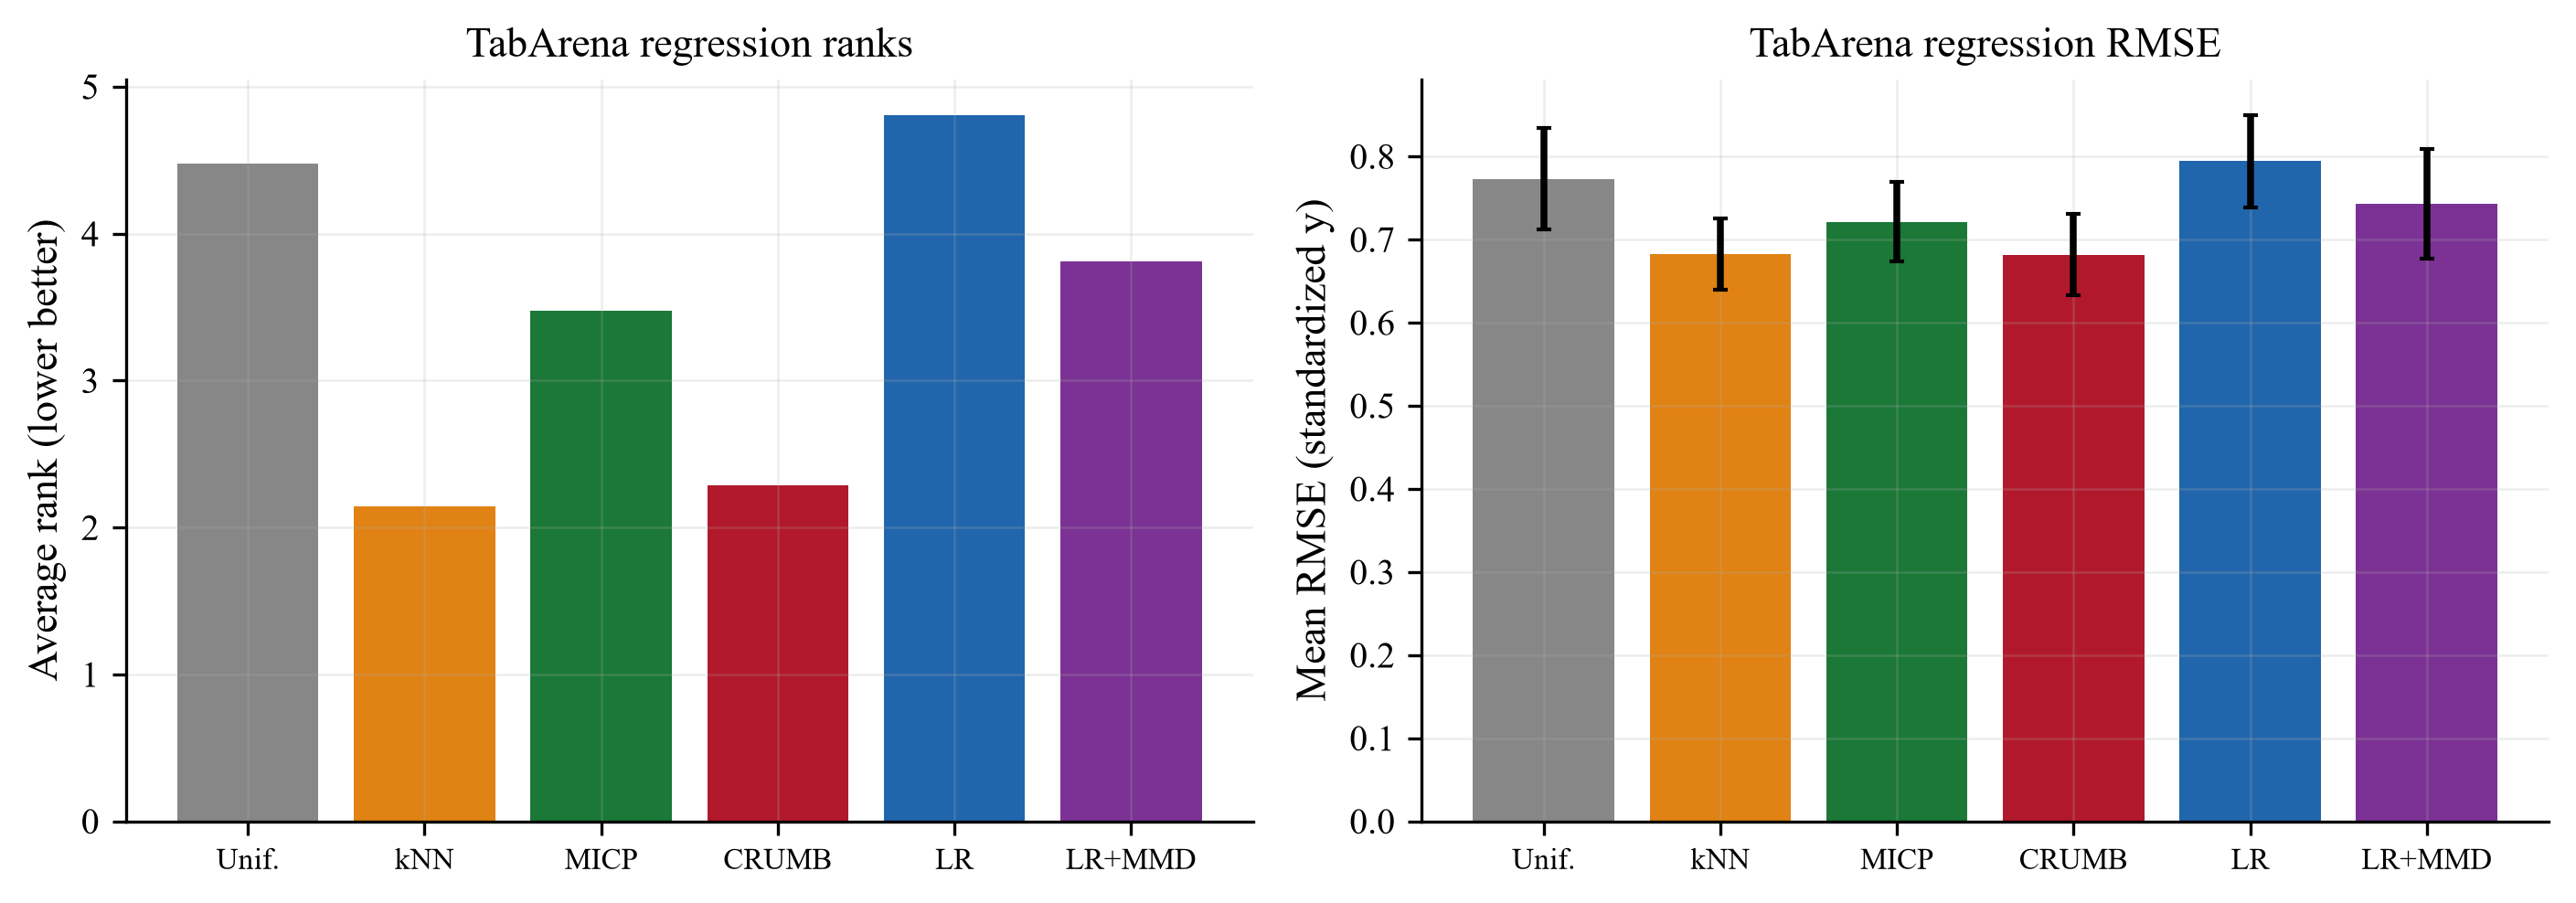 TabArena regression ranks
Average rank (lower better)
5
4
3
2
1
0
Unif. kNN MICP CRUMB LR LR+MMD
TabArena regression RMSE
Mean RMSE (standardized y)
0.8
0.7
0.6
0.5
0.4
0.3
0.2
0.1
0.0
Unif. kNN MICP CRUMB LR LR+MMD